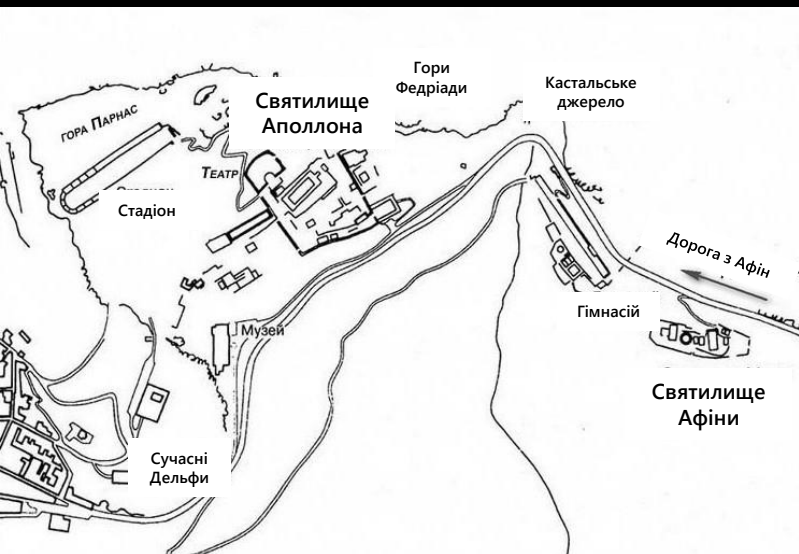 Гори
Федріади
Кастальське
джерело
Святилище
Аполлона
ГОРА ПАРНАС
ТЕАТР
Стадіон
Дорога з Афін
Гімнасій
Музей
Святилище
Афіни
Сучасні
Дельфи